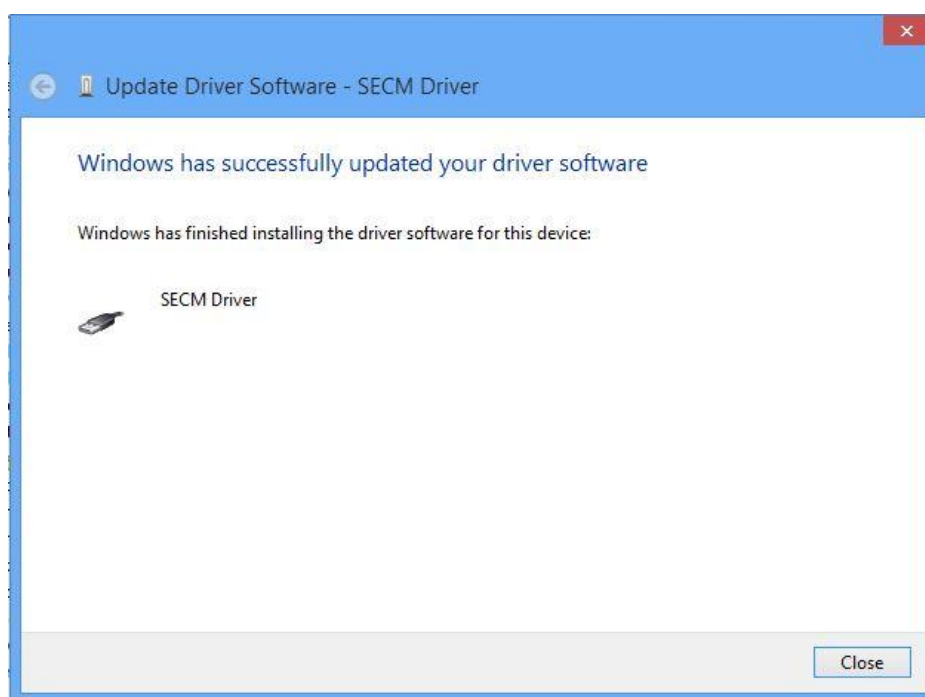 Update Driver Software - SECM Driver
Windows has successfully updated your driver software
Windows has finished installing the driver software for this device:
SECM Driver
Close